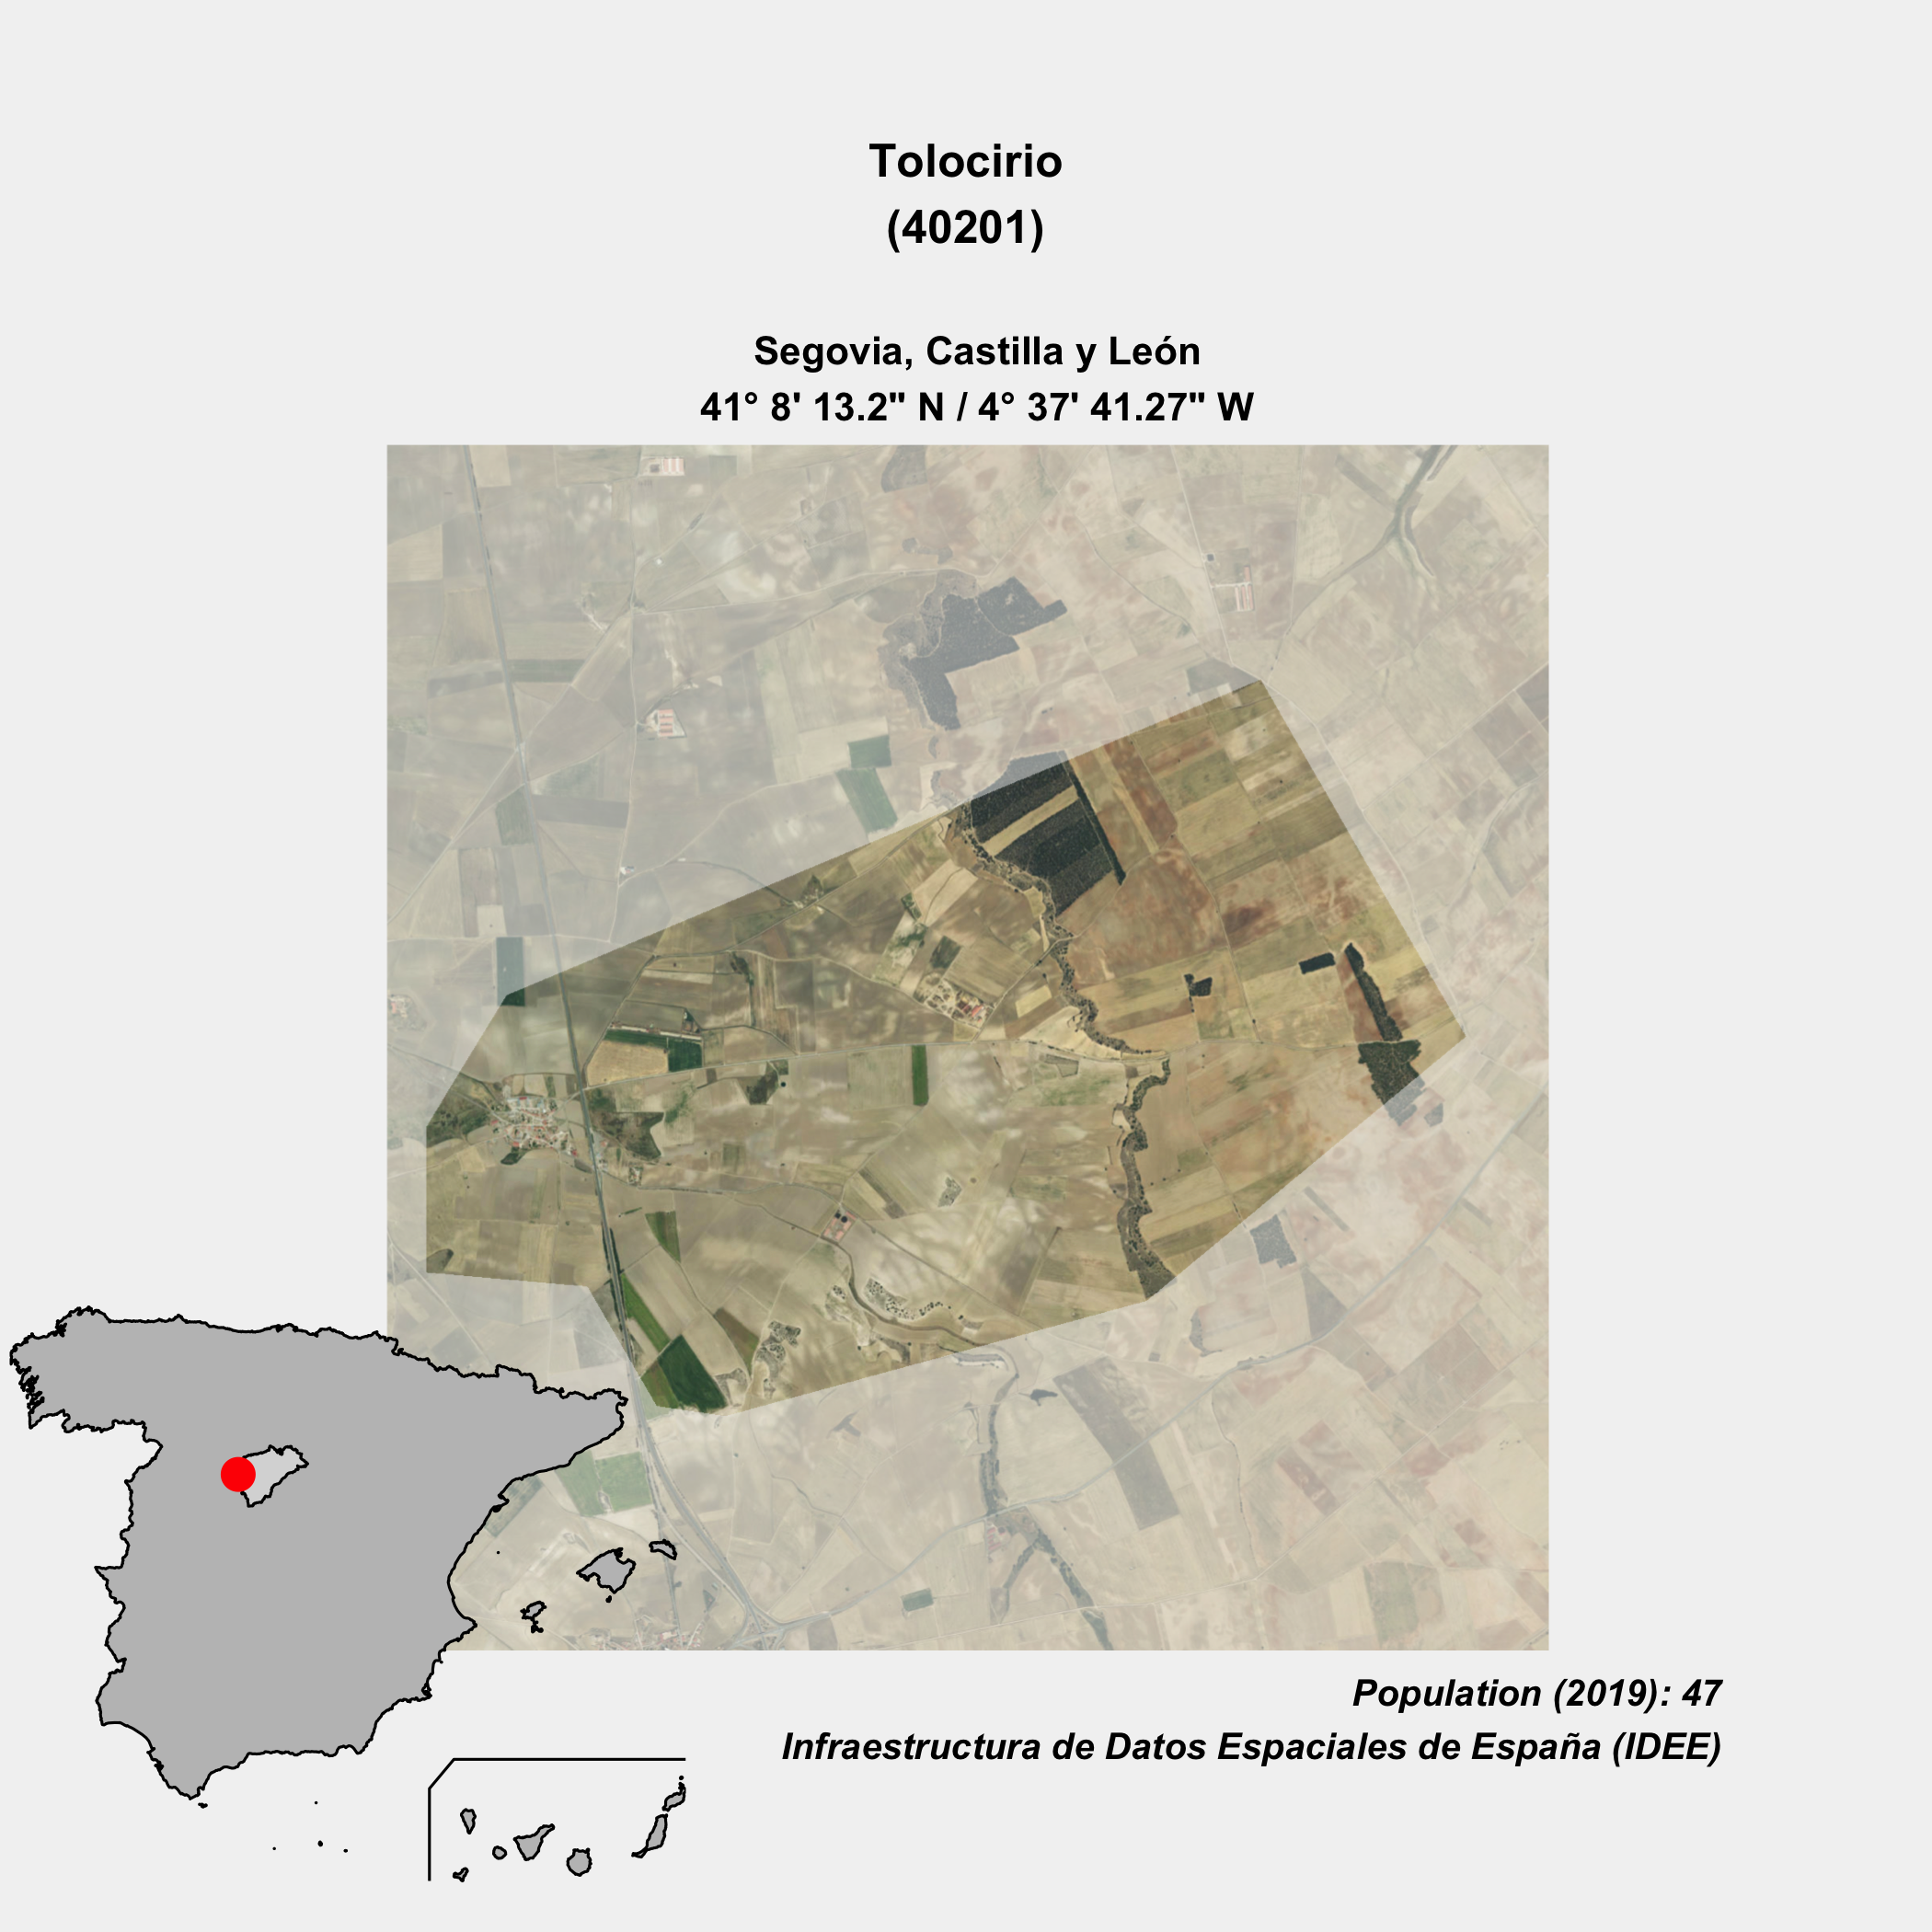 Tolocirio
(40201)
Segovia, Castilla y León
41° 8' 13.2" N / 4° 37' 41.27" W
Population (2019): 47
Infraestructura de Datos Espaciales de España (IDEE)